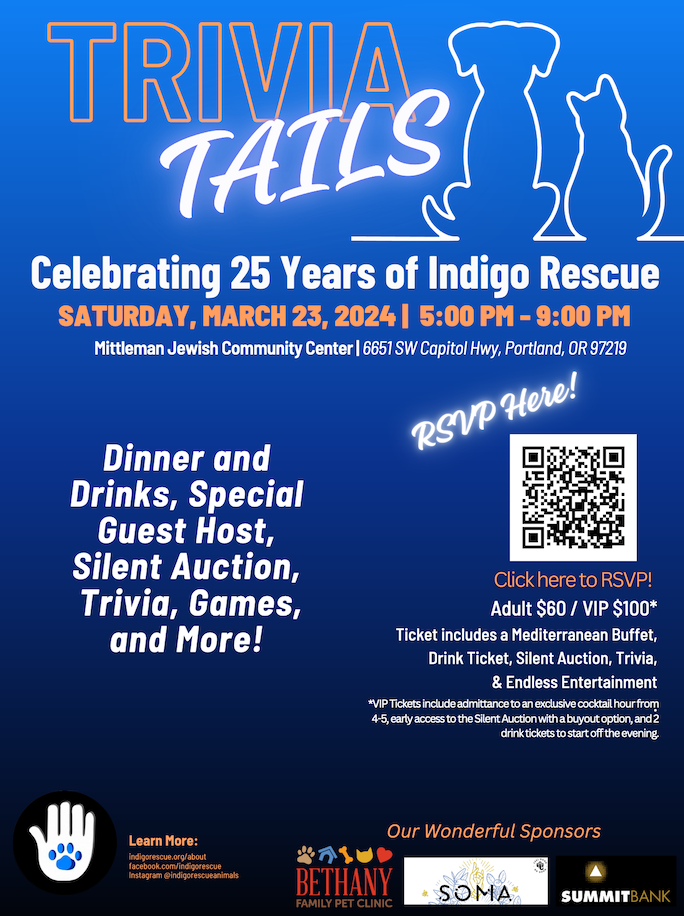 TRIVIA
TAILS
Celebrating 25 Years of Indigo Rescue
SATURDAY, MARCH 23, 2024 | 5:00 PM - 9:00 PM
Mittleman Jewish Community Center | 6651 SW Capitol Hwy, Portland, OR 97219
RSVP Here!
Dinner and
Drinks, Special
Guest Host,
Silent Auction,
Trivia, Games,
and More!
Click here to RSVP!
Adult $60 / VIP $100*
Ticket includes a Mediterranean Buffet,
Drink Ticket, Silent Auction, Trivia,
& Endless Entertainment
*VIP Tickets include admittance to an exclusive cocktail hour from
4-5, early access to the Silent Auction with a buyout option, and 2
drink tickets to start off the evening.
Learn More:
indigorescue.org/about
facebook.com/indigorescue
Instagram @indigorescueanimals
Our Wonderful Sponsors
BETHANY
FAMILY PET CLINIC
SOMA
SUMMITBANK